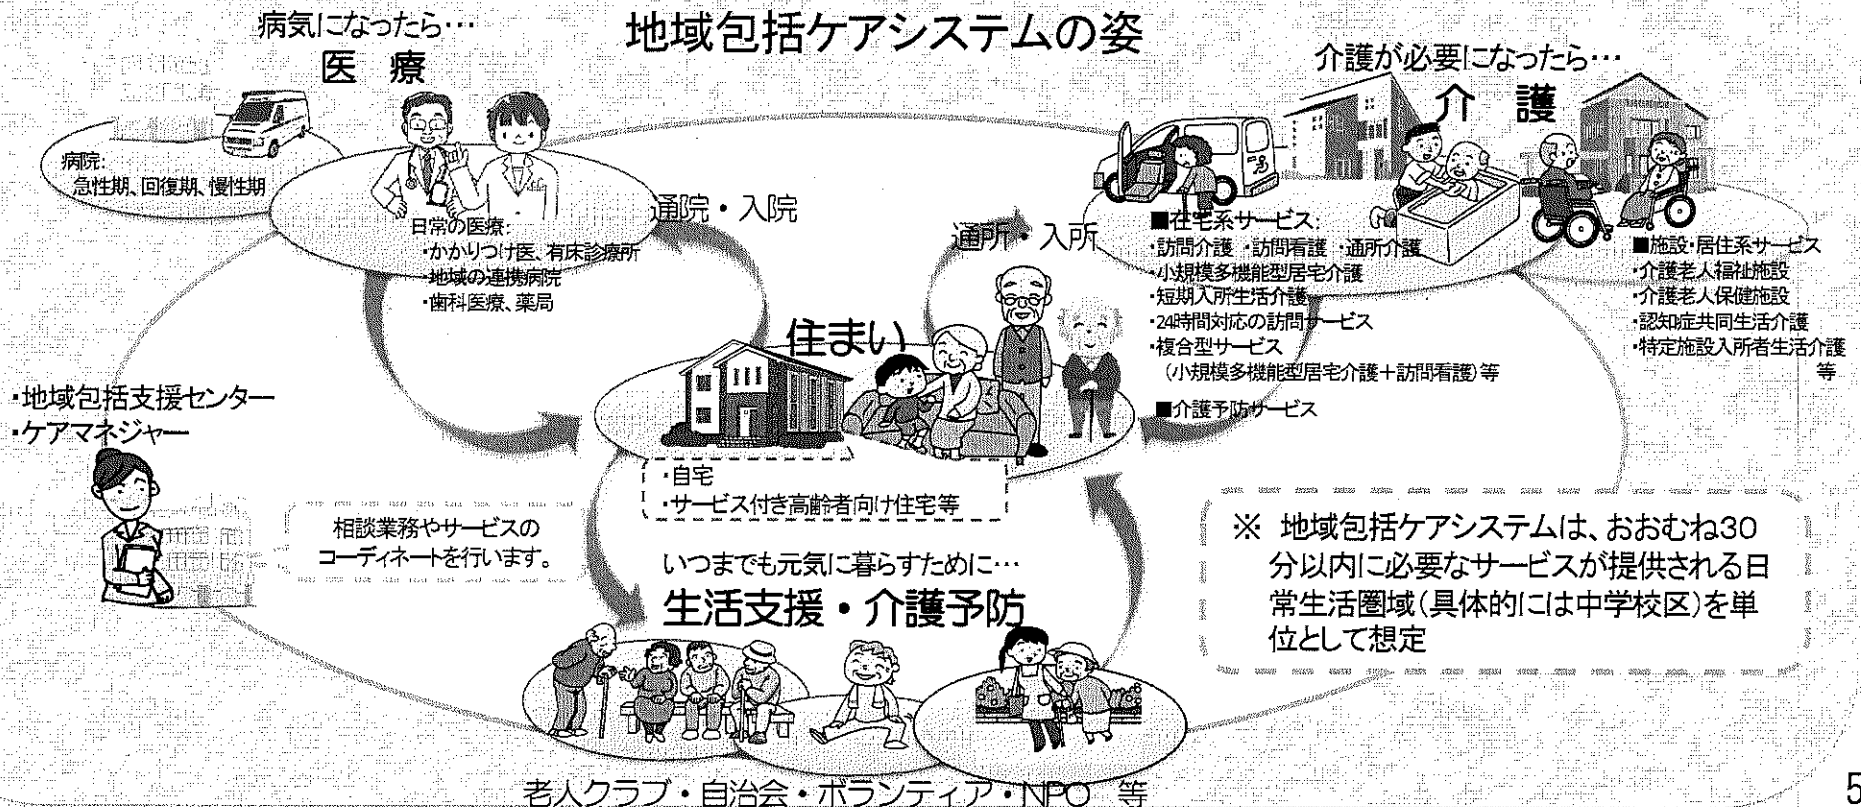 地域包括ケアシステムの姿
病気になったら…
医 療
病院:
急性期、回復期、慢性期
日常の医療:
・かかりつけ医、有床診療所
・地域の連携病院
・歯科医療、薬局
通院・入院
通所・入所
介護が必要になったら…
介 護
■在宅系サービス:
・訪問介護 ・訪問看護 ・通所介護
・小規模多機能型居宅介護
・短期入所生活介護
・24時間対応の訪問サービス
・複合型サービス
(小規模多機能型居宅介護+訪問看護)等
■介護予防サービス
■施設・居住系サービス
・介護老人福祉施設
・介護老人保健施設
・認知症共同生活介護
・特定施設入所者生活介護
等
住まい
・自宅
・サービス付き高齢者向け住宅等
・地域包括支援センター
・ケアマネジャー
相談業務やサービスの
コーディネートを行います。
いつまでも元気に暮らすために…
生活支援・介護予防
老人クラブ・自治会・ボランティア・NPO 等
※ 地域包括ケアシステムは、おおむね30
分以内に必要なサービスが提供される日
常生活圏域(具体的には中学校区)を単
位として想定
5